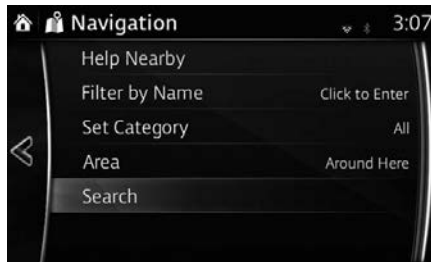 Navigation 3:07
Help Nearby
Filter by Name Click to Enter
Set Category All
Area Around Here
Search